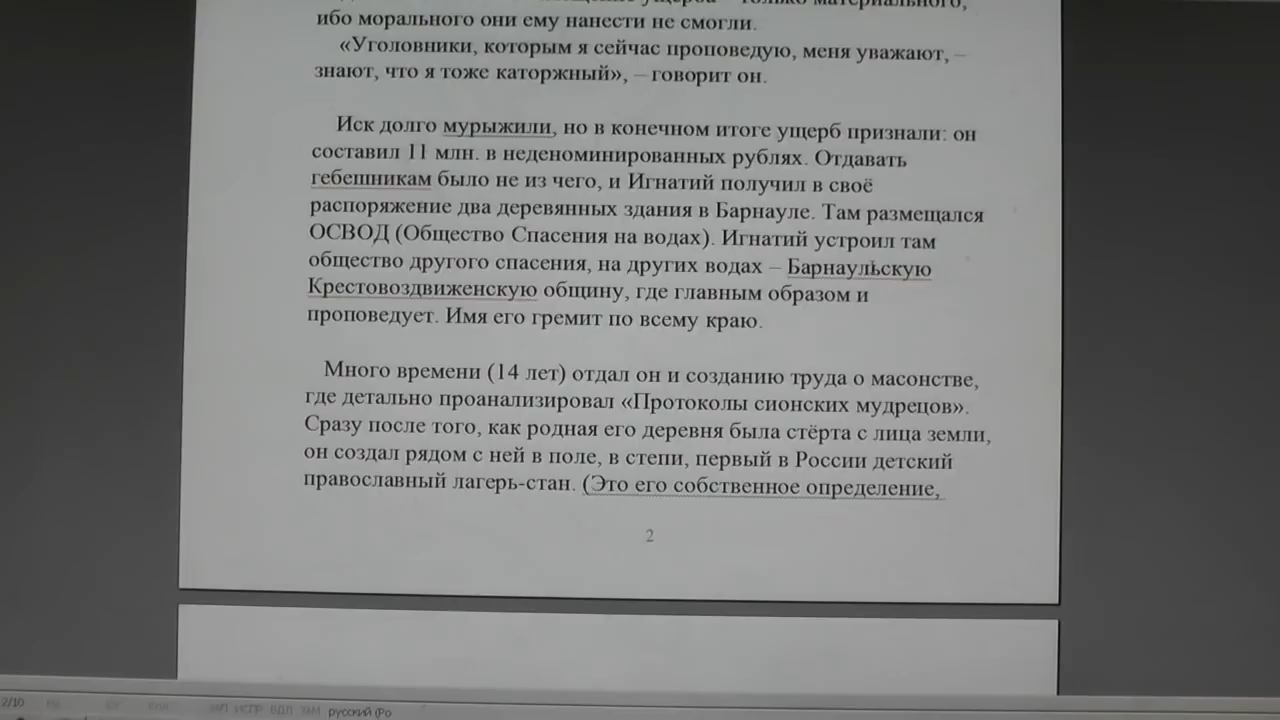 ибо морального они ему нанести не смогли.
«Уголовники, которым я сейчас проповедую, меня уважают, –
знают, что я тоже каторжный», – говорит он.
Иск долго мурыжили, но в конечном итоге ущерб признали: он
составил 11 млн. в неденоминированных рублях. Отдавать
гебешникам было не из чего, и Игнатий получил в своё
распоряжение два деревянных здания в Барнауле. Там размещался
ОСВОД (Общество Спасения на водах). Игнатий устроил там
общество другого спасения, на других водах – Барнаульскую
Крестовоздвиженскую общину, где главным образом и
проповедует. Имя его гремит по всему краю.
Много времени (14 лет) отдал он и созданию труда о масонстве,
где детально проанализировал «Протоколы сионских мудрецов».
Сразу после того, как родная его деревня была стёрта с лица земли,
он создал рядом с ней в поле, в степи, первый в России детский
православный лагерь-стан. (Это его собственное определение,
2
2/10
ИСПР ВДЛ ЗАМ русский (Ро